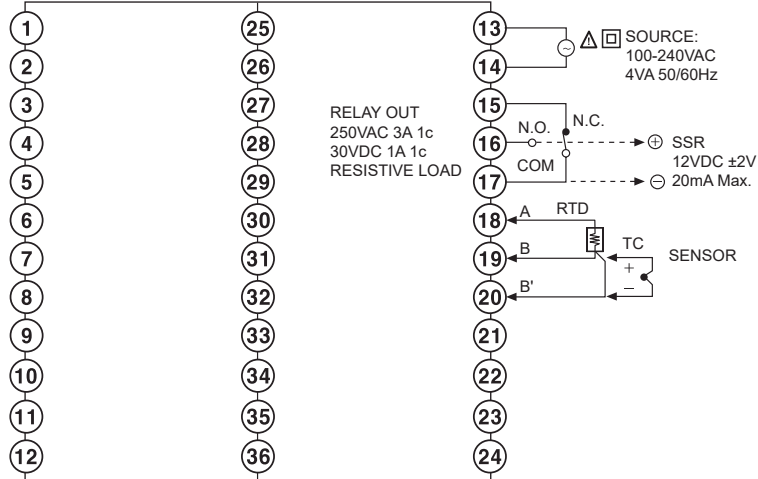 1
2
3
4
5
6
7
8
9
10
11
12
25
26
27
28
29
30
31
32
33
34
35
36
RELAY OUT
250VAC 3A 1c
30VDC 1A 1c
RESISTIVE LOAD
13
14
15
16
17
18
19
20
21
22
23
24
~
SOURCE:
100-240VAC
4VA 50/60Hz
N.O.
N.C.
COM
SSR
12VDC ±2V
20mA Max.
A
RTD
B
B'
TC
+
−
SENSOR